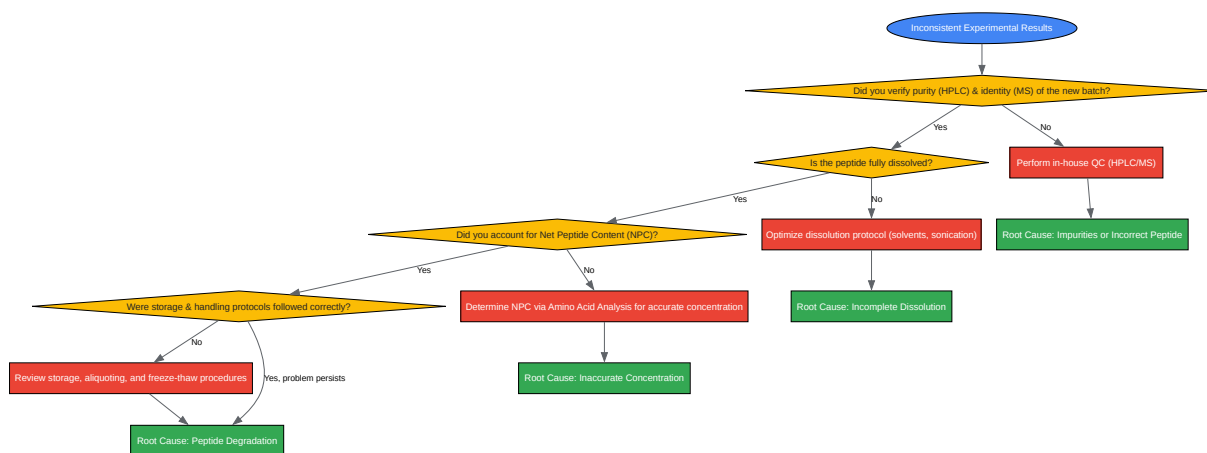 Inconsistent Experimental Results
Did you verify purity (HPLC) & identity (MS) of the new batch?
Yes
No
Is the peptide fully dissolved?
Perform in-house QC (HPLC/MS)
Yes
No
Did you account for Net Peptide Content (NPC)?
Optimize dissolution protocol (solvents, sonication)
Root Cause: Impurities or Incorrect Peptide
Yes
No
Were storage & handling protocols followed correctly?
Determine NPC via Amino Acid Analysis for accurate concentration
Root Cause: Incomplete Dissolution
No
Yes, problem persists
Review storage, aliquoting, and freeze-thaw procedures
Root Cause: Inaccurate Concentration
Root Cause: Peptide Degradation